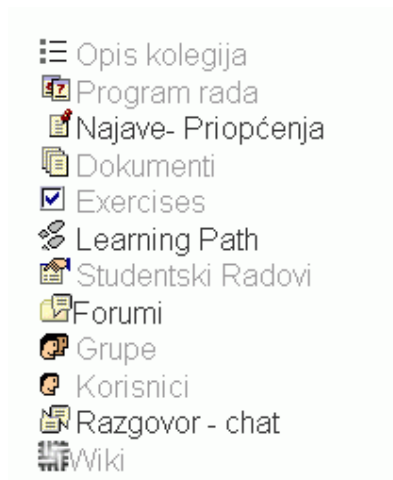 Opis kolegija
Program rada
Najave- Priopćenja
Dokumenti
Exercises
Learning Path
Studentski Radovi
Forumi
Grupe
Korisnici
Razgovor - chat
Wiki